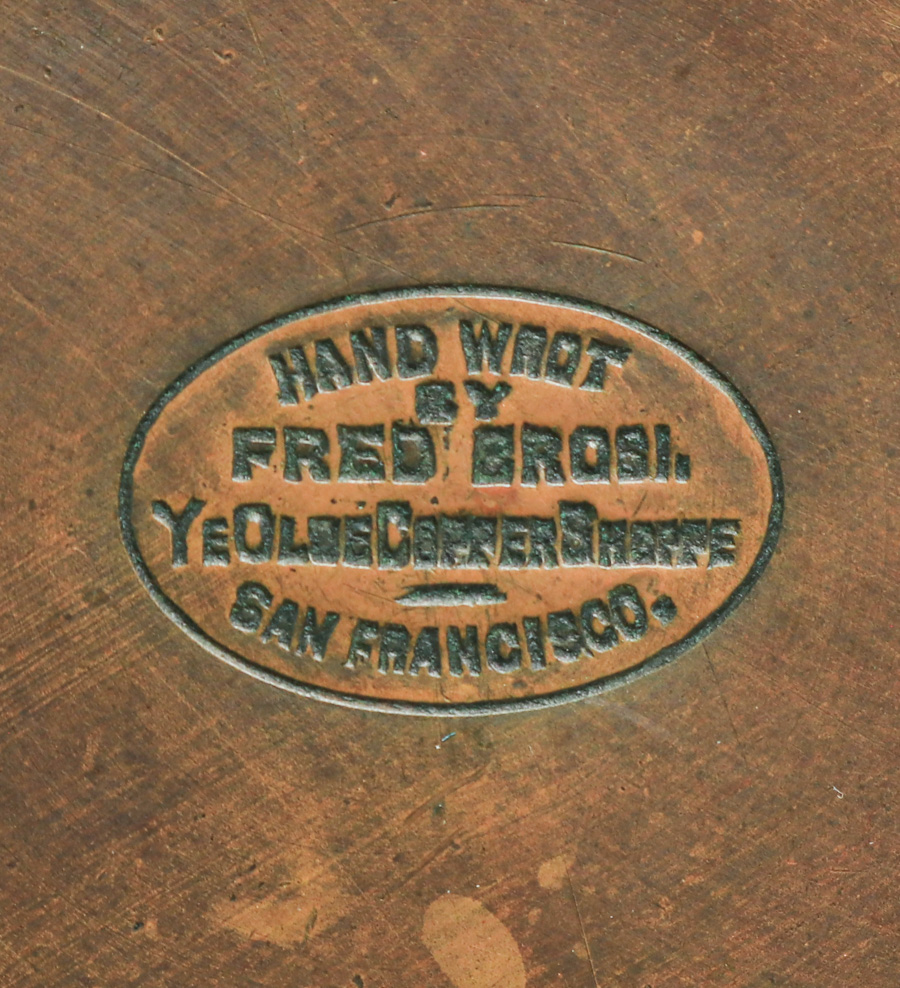 HAND WROT
BY
FRED BROSI.
YE OLDE COPPER SHOPPE
SAN FRANCISCO.